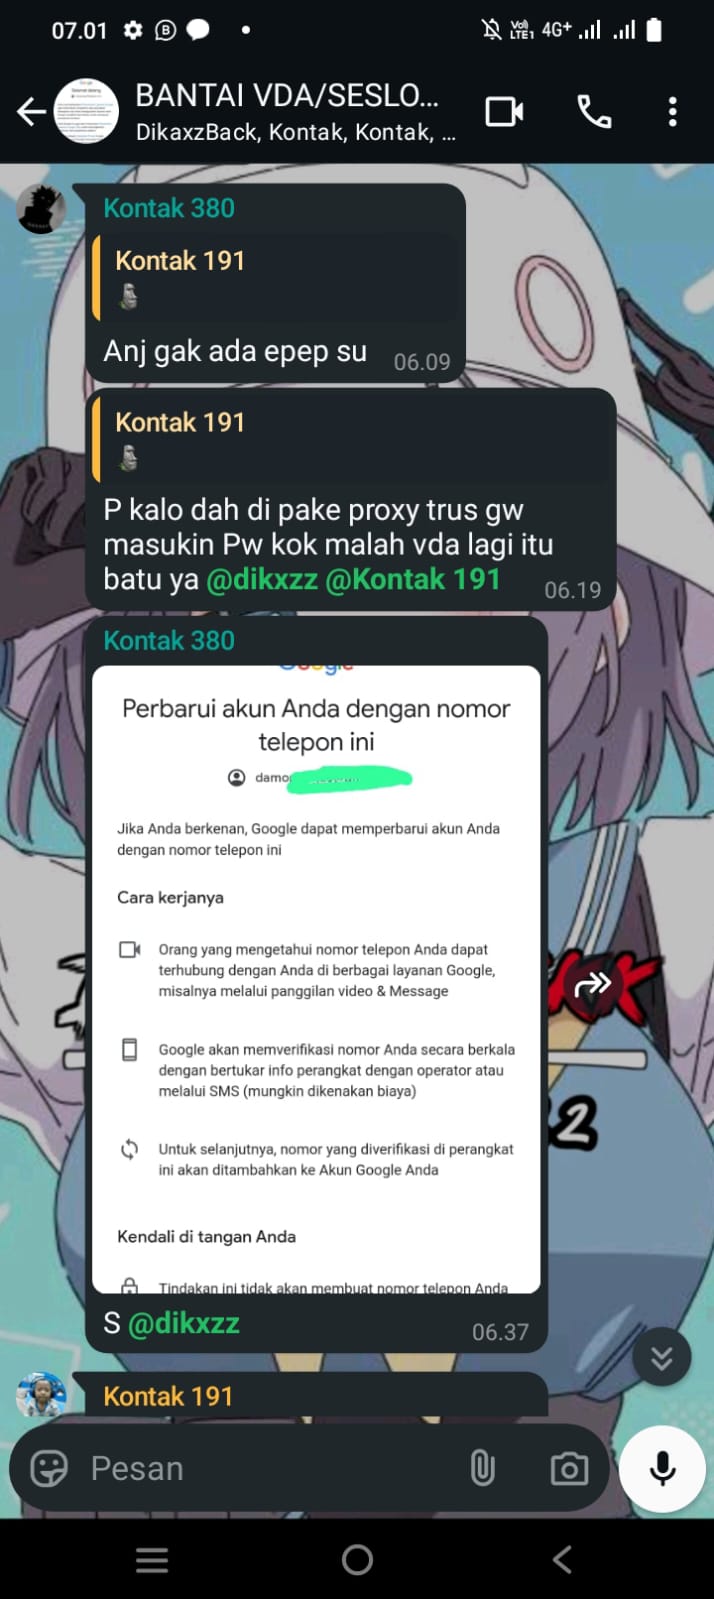 07.01
VoI) 4G+
LTE1
BANTAI VDA/SESLO...
DikaxzBack, Kontak, Kontak, ...
Kontak 380
Kontak 191
🗿
Anj gak ada epep su
06.09
Kontak 191
🗿
P kalo dah di pake proxy trus gw
masukin Pw kok malah vda lagi itu
batu ya @dikxzz @Kontak 191
06.19
Kontak 380
Google
Perbarui akun Anda dengan nomor
telepon ini
damo
Jika Anda berkenan, Google dapat memperbarui akun Anda
dengan nomor telepon ini
Cara kerjanya
Orang yang mengetahui nomor telepon Anda dapat
terhubung dengan Anda di berbagai layanan Google,
misalnya melalui panggilan video & Message
Google akan memverifikasi nomor Anda secara berkala
dengan bertukar info perangkat dengan operator atau
melalui SMS (mungkin dikenakan biaya)
Untuk selanjutnya, nomor yang diverifikasi di perangkat
ini akan ditambahkan ke Akun Google Anda
Kendali di tangan Anda
Tindakan ini tidak akan membuat nomor telepon Anda
S @dikxzz
06.37
Kontak 191
Pesan